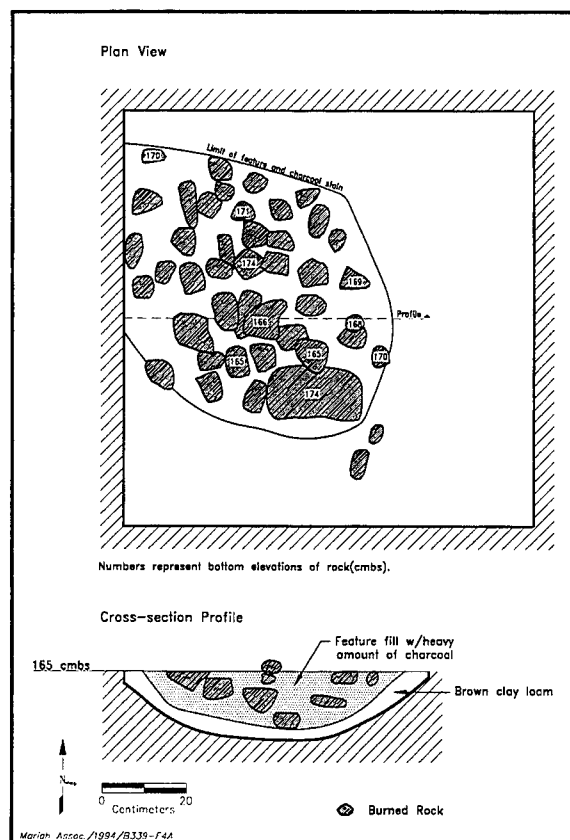 Plan View
Limit of feature and charcoal stain
170
171
174
169
Profile
166
168
165
165
170
174
Numbers represent bottom elevations of rock(cmbs).
Cross-section Profile
Feature fill w/heavy
amount of charcoal
165 cmbs
Brown clay loam
0 20
Centimeters
Burned Rock
Mariah Assoc./1994/B339-F4A